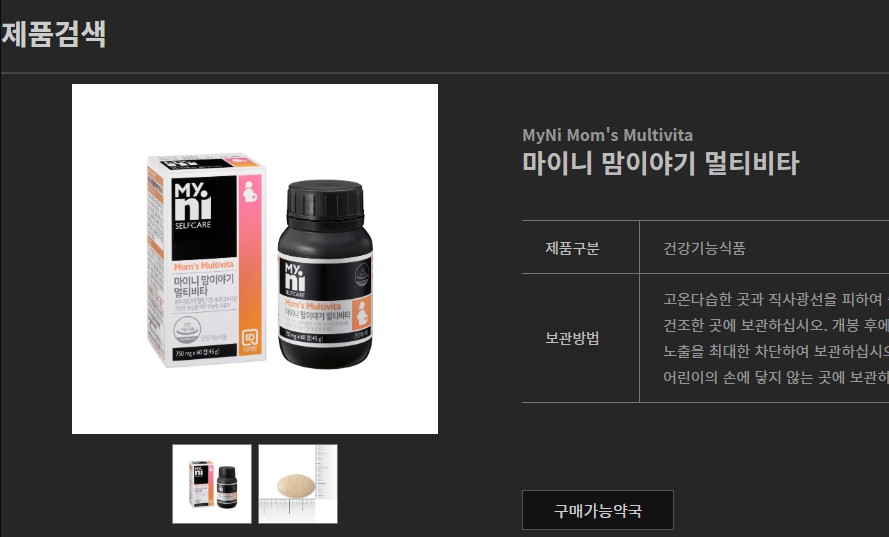 제품검색
MyNi Mom's Multivita
마이니 맘이야기 멀티비타
제품구분
건강기능식품
보관방법
고온다습한 곳과 직사광선을 피하여
건조한 곳에 보관하십시오. 개봉 후에
노출을 최대한 차단하여 보관하십시오
어린이의 손에 닿지 않는 곳에 보관하
구매가능약국
MY
ni
SELFCARE
Mom's Multivita
마이니 맘이야기
멀티비타
750 mg x 60 정(45 g)
MY
ni
SELFCARE
Mom's Multivita
마이니 맘이야기 멀티비타
750 mg x 60 정(45 g)
MY
ni